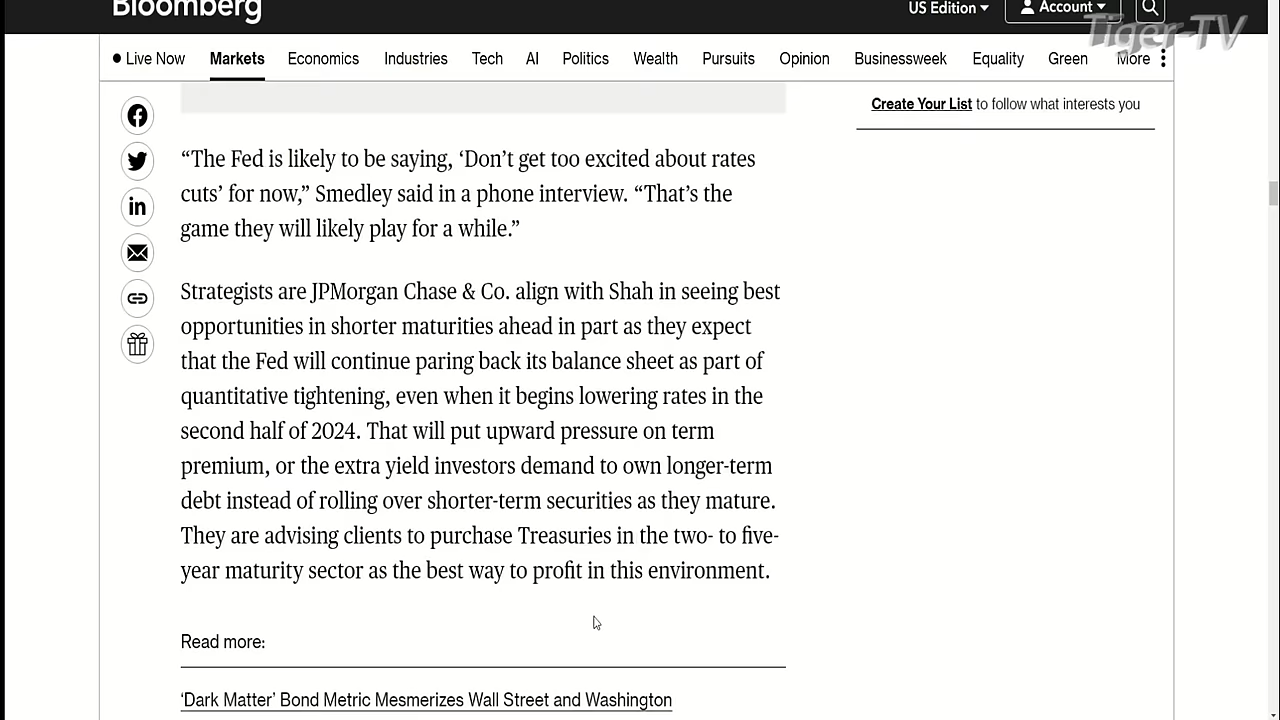 Bloomberg
US Edition
Account
Tiger-TV
Live Now Markets Economics Industries Tech AI Politics Wealth Pursuits Opinion Businessweek Equality Green More
Create Your List to follow what interests you
“The Fed is likely to be saying, ‘Don’t get too excited about rates
cuts’ for now,” Smedley said in a phone interview. “That’s the
game they will likely play for a while.”
Strategists are JPMorgan Chase & Co. align with Shah in seeing best
opportunities in shorter maturities ahead in part as they expect
that the Fed will continue paring back its balance sheet as part of
quantitative tightening, even when it begins lowering rates in the
second half of 2024. That will put upward pressure on term
premium, or the extra yield investors demand to own longer-term
debt instead of rolling over shorter-term securities as they mature.
They are advising clients to purchase Treasuries in the two- to five-
year maturity sector as the best way to profit in this environment.
Read more:
‘Dark Matter’ Bond Metric Mesmerizes Wall Street and Washington